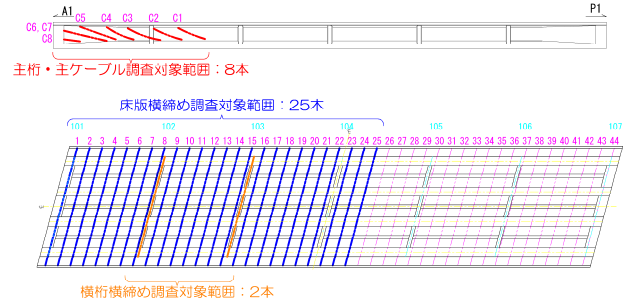 A1 P1
C5 C4 C3 C2 C1
C6, C7
C8
主桁・主ケーブル調査対象範囲：8本
床版横締め調査対象範囲：25本
101 102 103 104 105 106 107
1 2 3 4 5 6 7 8 9 10 11 12 13 14 15 16 17 18 19 20 21 22 23 24 25 26 27 28 29 30 31 32 33 34 35 36 37 38 39 40 41 42 43 44
横桁横締め調査対象範囲：2本